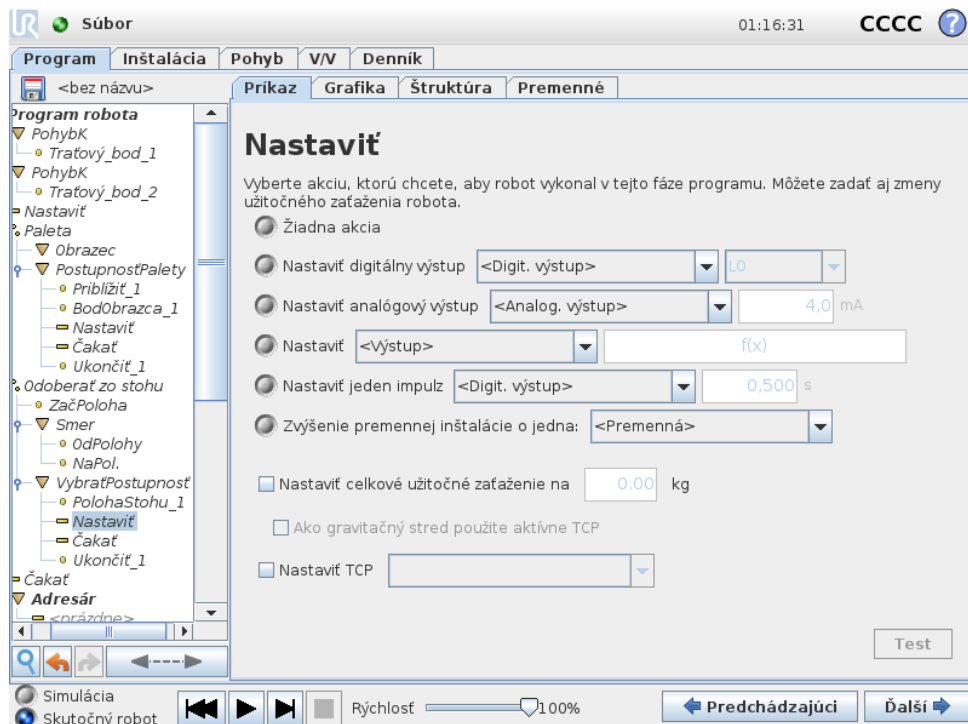 UR Súbor 01:16:31 CCCC ?
Program Inštalácia Pohyb V/V Denník
<bez názvu> Príkaz Grafika Štruktúra Premenné
Program robota
PohybK
Traťový_bod_1
PohybK
Traťový_bod_2
Nastaviť
Paleta
Obrazec
PostupnosťPalety
Priblížiť_1
BodObrazca_1
Nastaviť
Čakať
Ukončiť_1
Odoberať zo stohu
ZačPoloha
Smer
OdPolohy
NaPol.
VybraťPostupnosť
PolohaStohu_1
Nastaviť
Čakať
Ukončiť_1
Čakať
Adresár
<prázdne>
Nastaviť
Vyberte akciu, ktorú chcete, aby robot vykonal v tejto fáze programu. Môžete zadať aj zmeny
užitočného zaťaženia robota.
Žiadna akcia
Nastaviť digitálny výstup <Digit. výstup> L0
Nastaviť analógový výstup <Analog. výstup> 4,0 mA
Nastaviť <Výstup> f(x)
Nastaviť jeden impulz <Digit. výstup> 0,500 s
Zvýšenie premennej inštalácie o jedna: <Premenná>
Nastaviť celkové užitočné zaťaženie na 0.00 kg
Ako gravitačný stred použite aktívne TCP
Nastaviť TCP
Test
Simulácia
Skutočný robot
Rýchlosť 100%
Predchádzajúci Ďalší